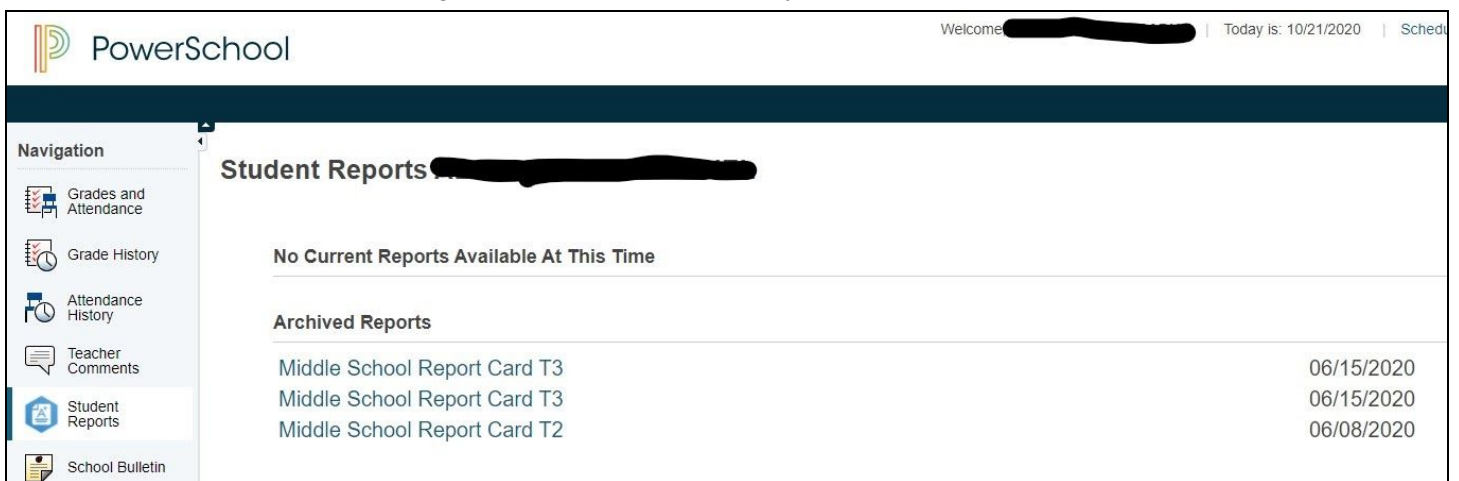 PowerSchool
Welcome
Today is: 10/21/2020 | Schedu
Navigation
Grades and
Attendance
Grade History
Attendance
History
Teacher
Comments
Student
Reports
School Bulletin
Student Reports
No Current Reports Available At This Time
Archived Reports
Middle School Report Card T3 06/15/2020
Middle School Report Card T3 06/15/2020
Middle School Report Card T2 06/08/2020